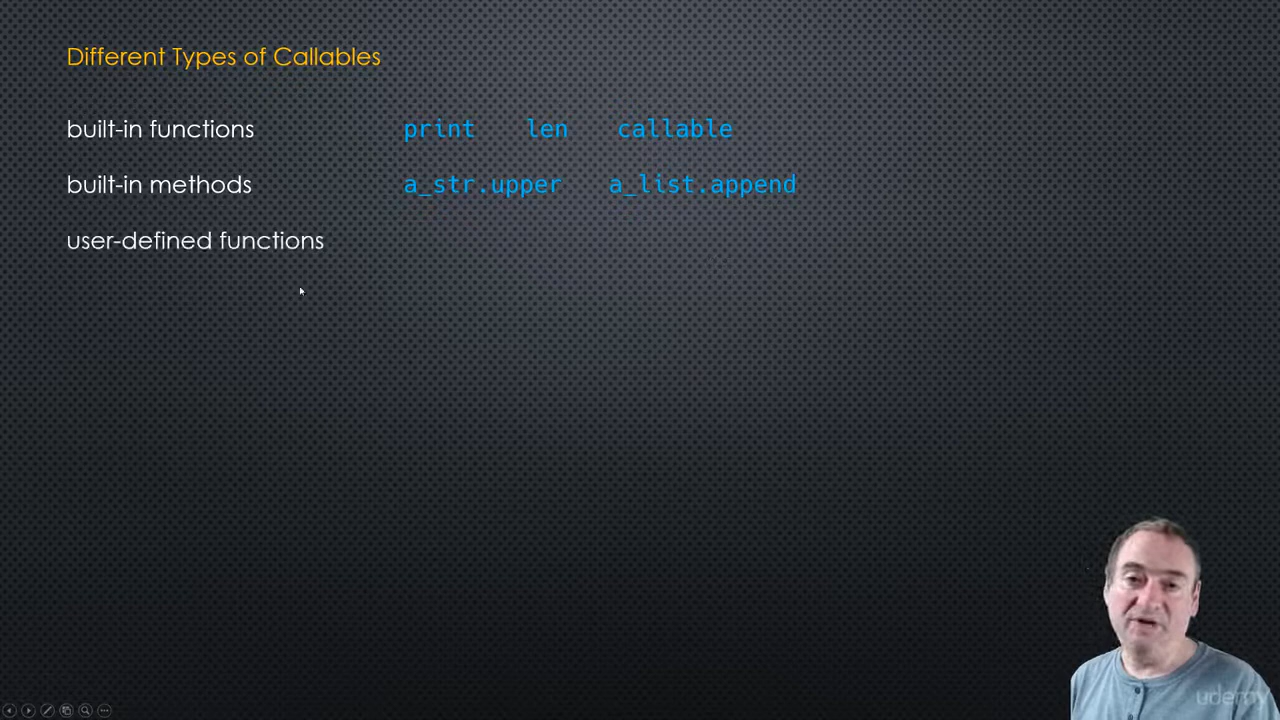 Different Types of Callables
built-in functions print len callable
built-in methods a_str.upper a_list.append
user-defined functions
udemy